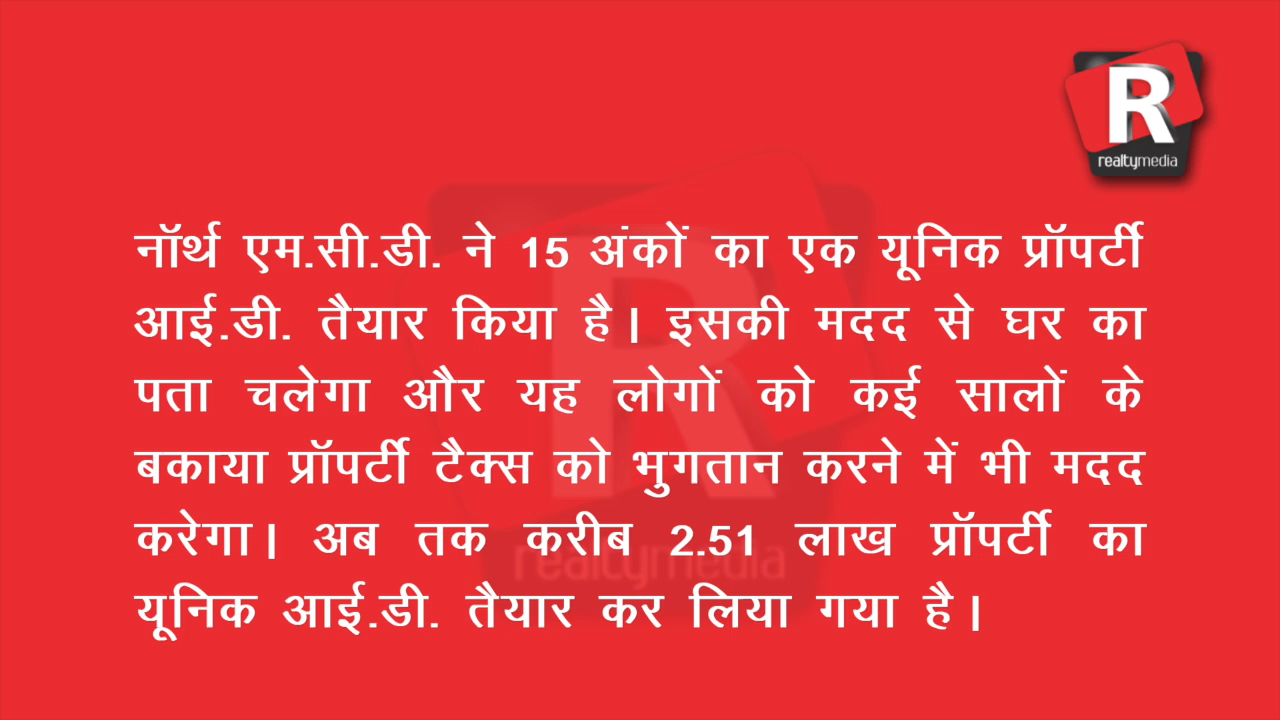 R
realtymedia
नॉर्थ एम.सी.डी. ने 15 अंकों का एक यूनिक प्रॉपर्टी
आई.डी. तैयार किया है। इसकी मदद से घर का
पता चलेगा और यह लोगों को कई सालों के
बकाया प्रॉपर्टी टैक्स को भुगतान करने में भी मदद
करेगा। अब तक करीब 2.51 लाख प्रॉपर्टी का
यूनिक आई.डी. तैयार कर लिया गया है।
R
realtymedia